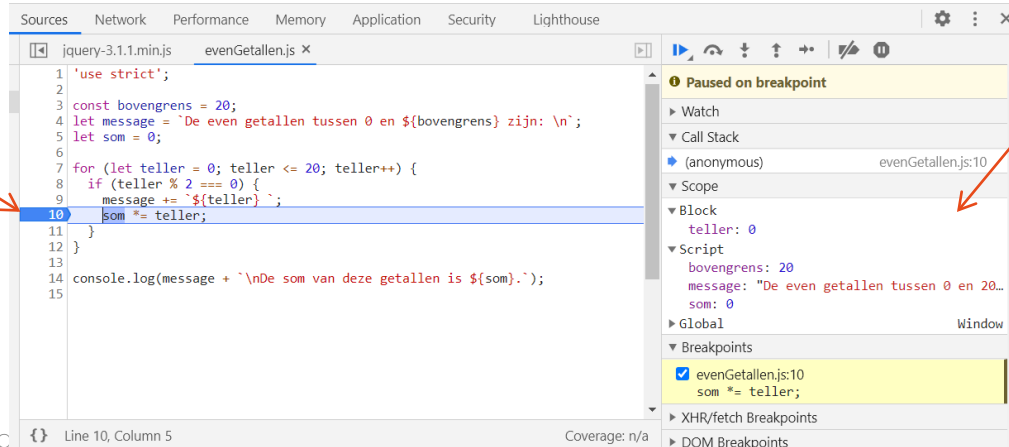 Sources Network Performance Memory Application Security Lighthouse
jquery-3.1.1.min.js evenGetallen.js ×
1 'use strict';
2
3 const bovengrens = 20;
4 let message = `De even getallen tussen 0 en ${bovengrens} zijn: \n`;
5 let som = 0;
6
7 for (let teller = 0; teller <= 20; teller++) {
8 if (teller % 2 === 0) {
9 message += `${teller} `;
10 som *= teller;
11 }
12 }
13
14 console.log(message + `\nDe som van deze getallen is ${som}.`);
15
{} Line 10, Column 5 Coverage: n/a
Paused on breakpoint
Watch
Call Stack
(anonymous) evenGetallen.js:10
Scope
Block
teller: 0
Script
bovengrens: 20
message: "De even getallen tussen 0 en 20…
som: 0
Global Window
Breakpoints
evenGetallen.js:10
som *= teller;
XHR/fetch Breakpoints
DOM Breakpoints